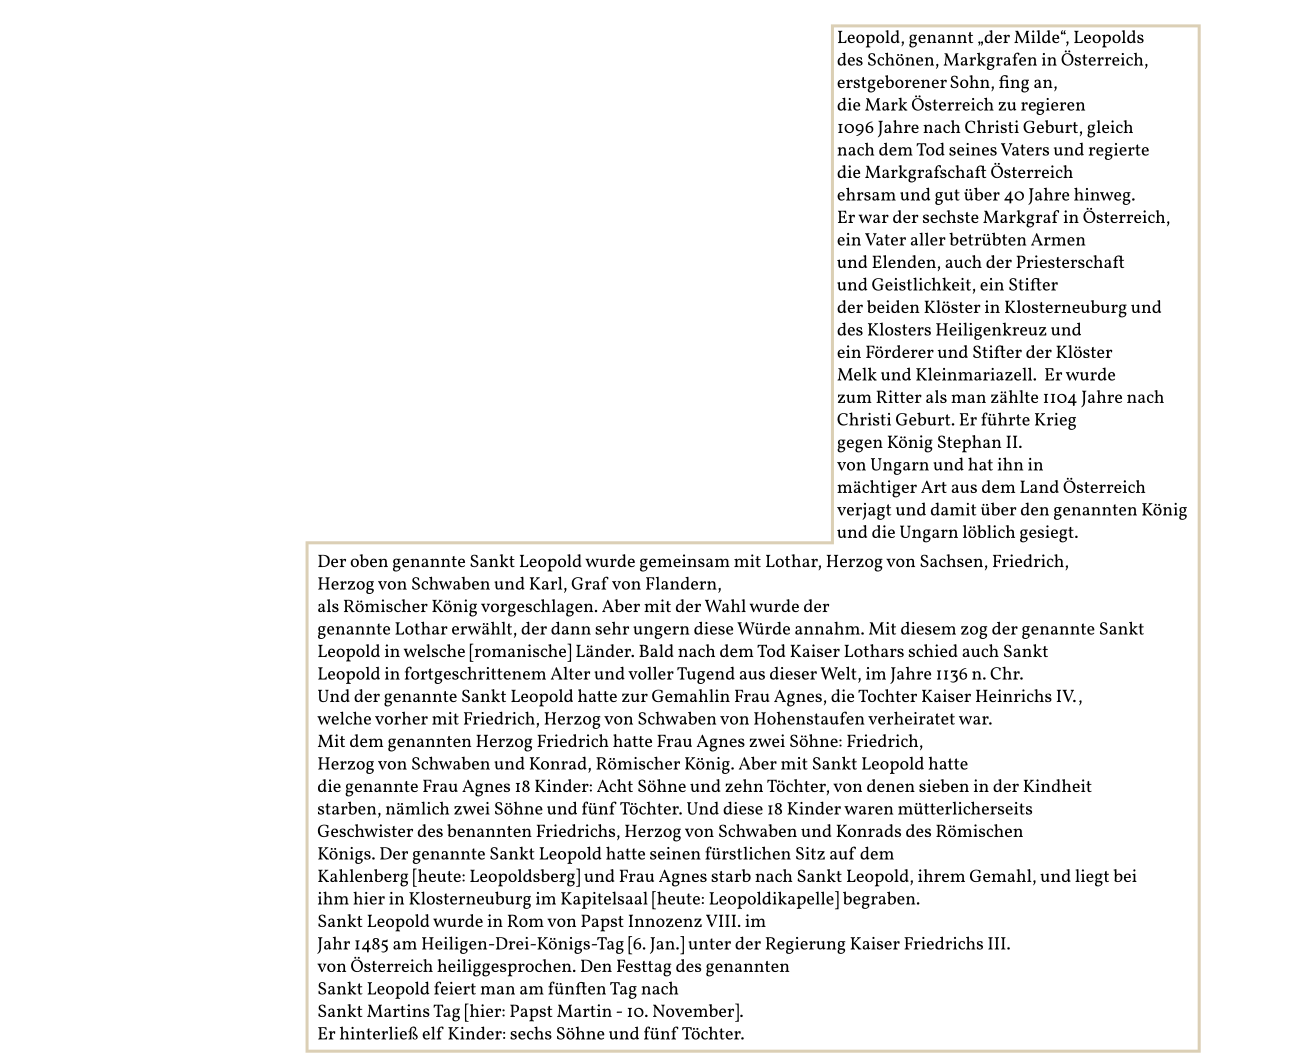 Leopold, genannt „der Milde“, Leopolds
des Schönen, Markgrafen in Österreich,
erstgeborener Sohn, fing an,
die Mark Österreich zu regieren
1096 Jahre nach Christi Geburt, gleich
nach dem Tod seines Vaters und regierte
die Markgrafschaft Österreich
ehrsam und gut über 40 Jahre hinweg.
Er war der sechste Markgraf in Österreich,
ein Vater aller betrübten Armen
und Elenden, auch der Priesterschaft
und Geistlichkeit, ein Stifter
der beiden Klöster in Klosterneuburg und
des Klosters Heiligenkreuz und
ein Förderer und Stifter der Klöster
Melk und Kleinmariazell.  Er wurde
zum Ritter als man zählte 1104 Jahre nach
Christi Geburt. Er führte Krieg
gegen König Stephan II.
von Ungarn und hat ihn in
mächtiger Art aus dem Land Österreich
verjagt und damit über den genannten König
und die Ungarn löblich gesiegt.
Der oben genannte Sankt Leopold wurde gemeinsam mit Lothar, Herzog von Sachsen, Friedrich,
Herzog von Schwaben und Karl, Graf von Flandern,
als Römischer König vorgeschlagen. Aber mit der Wahl wurde der
genannte Lothar erwählt, der dann sehr ungern diese Würde annahm. Mit diesem zog der genannte Sankt
Leopold in welsche [romanische] Länder. Bald nach dem Tod Kaiser Lothars schied auch Sankt
Leopold in fortgeschrittenem Alter und voller Tugend aus dieser Welt, im Jahre 1136 n. Chr.
Und der genannte Sankt Leopold hatte zur Gemahlin Frau Agnes, die Tochter Kaiser Heinrichs IV.,
welche vorher mit Friedrich, Herzog von Schwaben von Hohenstaufen verheiratet war.
Mit dem genannten Herzog Friedrich hatte Frau Agnes zwei Söhne: Friedrich,
Herzog von Schwaben und Konrad, Römischer König. Aber mit Sankt Leopold hatte
die genannte Frau Agnes 18 Kinder: Acht Söhne und zehn Töchter, von denen sieben in der Kindheit
starben, nämlich zwei Söhne und fünf Töchter. Und diese 18 Kinder waren mütterlicherseits
Geschwister des benannten Friedrichs, Herzog von Schwaben und Konrads des Römischen
Königs. Der genannte Sankt Leopold hatte seinen fürstlichen Sitz auf dem
Kahlenberg [heute: Leopoldsberg] und Frau Agnes starb nach Sankt Leopold, ihrem Gemahl, und liegt bei
ihm hier in Klosterneuburg im Kapitelsaal [heute: Leopoldikapelle] begraben.
Sankt Leopold wurde in Rom von Papst Innozenz VIII. im
Jahr 1485 am Heiligen-Drei-Königs-Tag [6. Jan.] unter der Regierung Kaiser Friedrichs III.
von Österreich heiliggesprochen. Den Festtag des genannten
Sankt Leopold feiert man am fünften Tag nach
Sankt Martins Tag [hier: Papst Martin - 10. November].
Er hinterließ elf Kinder: sechs Söhne und fünf Töchter.